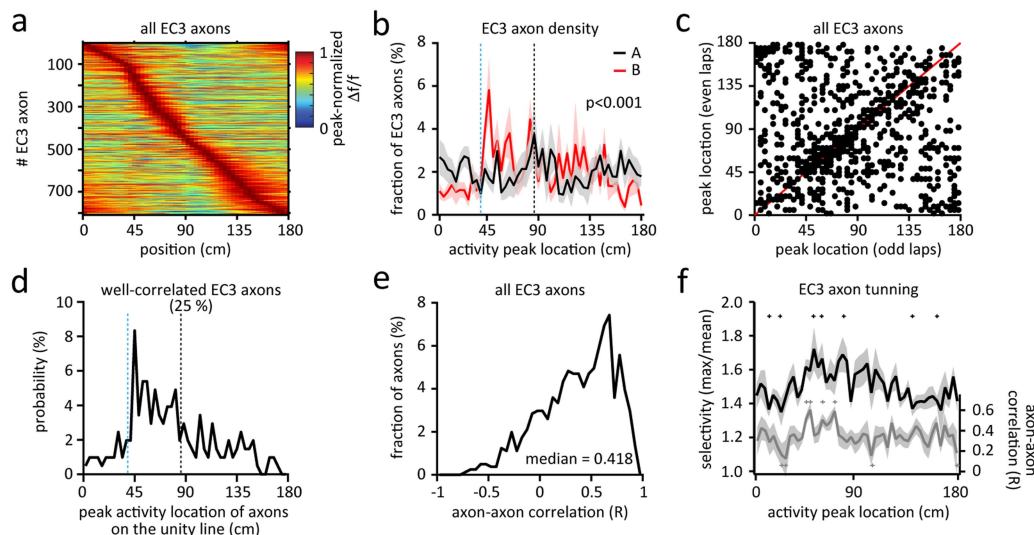 a
all EC3 axons
# EC3 axon
100
300
500
700
0
45
90
135
180
position (cm)
1
0
peak-normalized
Δf/f
b
EC3 axon density
fraction of EC3 axons (%)
8
6
4
2
0
A
B
p<0.001
0
45
90
135
180
activity peak location (cm)
c
all EC3 axons
peak location (even laps)
180
135
90
45
0
0
45
90
135
180
peak location (odd laps)
d
well-correlated EC3 axons
(25 %)
probability (%)
10
8
6
4
2
0
0
45
90
135
180
peak activity location of axons
on the unity line (cm)
e
all EC3 axons
fraction of axons (%)
8
6
4
2
0
median = 0.418
-1
-0.5
0
0.5
1
axon-axon correlation (R)
f
EC3 axon tunning
selectivity (max/mean)
2.0
1.8
1.6
1.4
1.2
1.0
0.6
0.4
0.2
0
axon-axon
correlation (R)
0
90
180
activity peak location (cm)